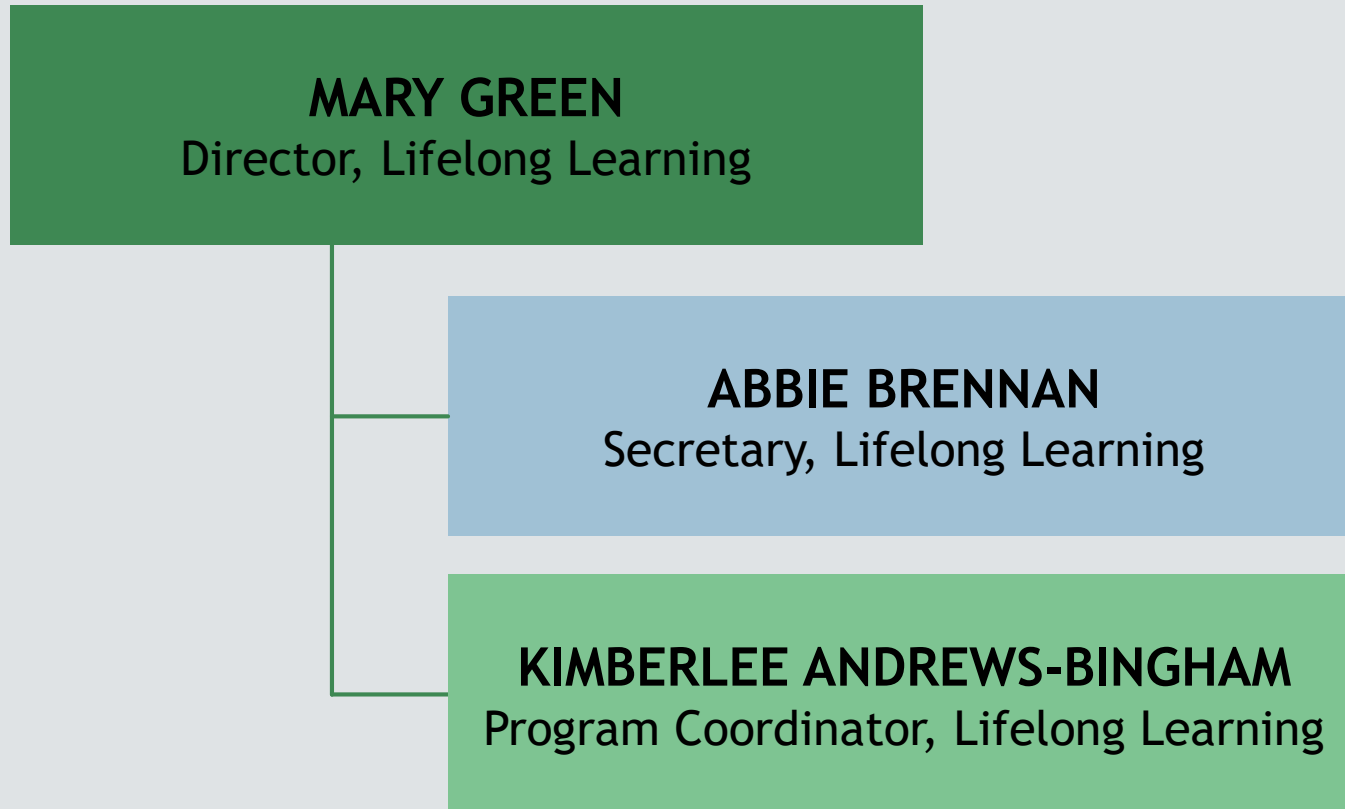 MARY GREEN
Director, Lifelong Learning
ABBIE BRENNAN
Secretary, Lifelong Learning
KIMBERLEE ANDREWS-BINGHAM
Program Coordinator, Lifelong Learning